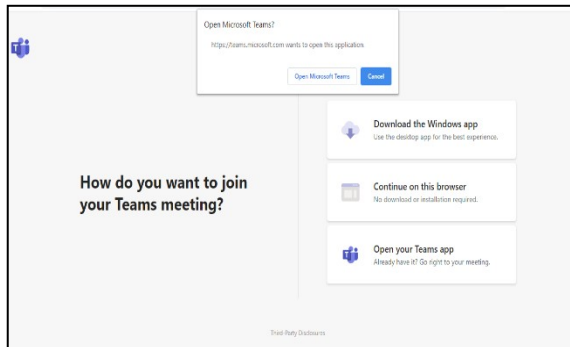 Open Microsoft Teams?
https://teams.microsoft.com wants to open this application.
Open Microsoft Teams
Cancel
How do you want to join
your Teams meeting?
Download the Windows app
Use the desktop app for the best experience.
Continue on this browser
No download or installation required.
Open your Teams app
Already have it? Go right to your meeting.
Third-Party Disclosures